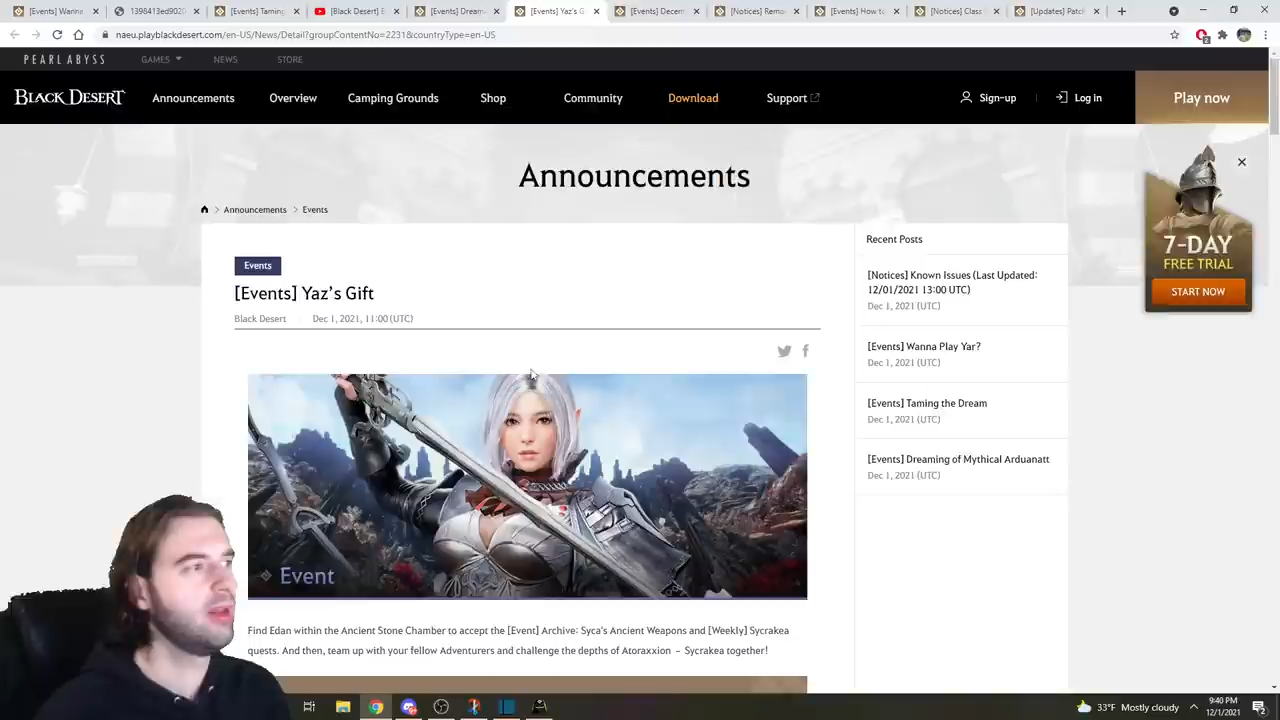 [Events] Wanna
1398413ed902
[Events] Taming
[Black Desert] E
[Events] Dream
[Events] Yaz's G
[Events] Decem
[Notices] Remo
[Events] How to
[Notices] Class
[Updates] Patch
naeu.playblackdesert.com/en-US/News/Detail?groupContentNo=2231&countryType=en-US
PEARL ABYSS GAMES NEWS STORE
BLACK DESERT Announcements Overview Camping Grounds Shop Community Download Support Sign-up Log in Play now
Announcements
Announcements > Events
Events
[Events] Yaz's Gift
Black Desert Dec 1, 2021, 11:00 (UTC)
Event
Find Edan within the Ancient Stone Chamber to accept the [Event] Archive: Syca's Ancient Weapons and [Weekly] Sycrakea
quests. And then, team up with your fellow Adventurers and challenge the depths of Atoraxxion – Sycrakea together!
Recent Posts
[Notices] Known Issues (Last Updated:
12/01/2021 13:00 UTC)
Dec 1, 2021 (UTC)
[Events] Wanna Play Yar?
Dec 1, 2021 (UTC)
[Events] Taming the Dream
Dec 1, 2021 (UTC)
[Events] Dreaming of Mythical Arduanatt
Dec 1, 2021 (UTC)
7-DAY
FREE TRIAL
START NOW
33°F Mostly cloudy
9:40 PM
12/1/2021
2